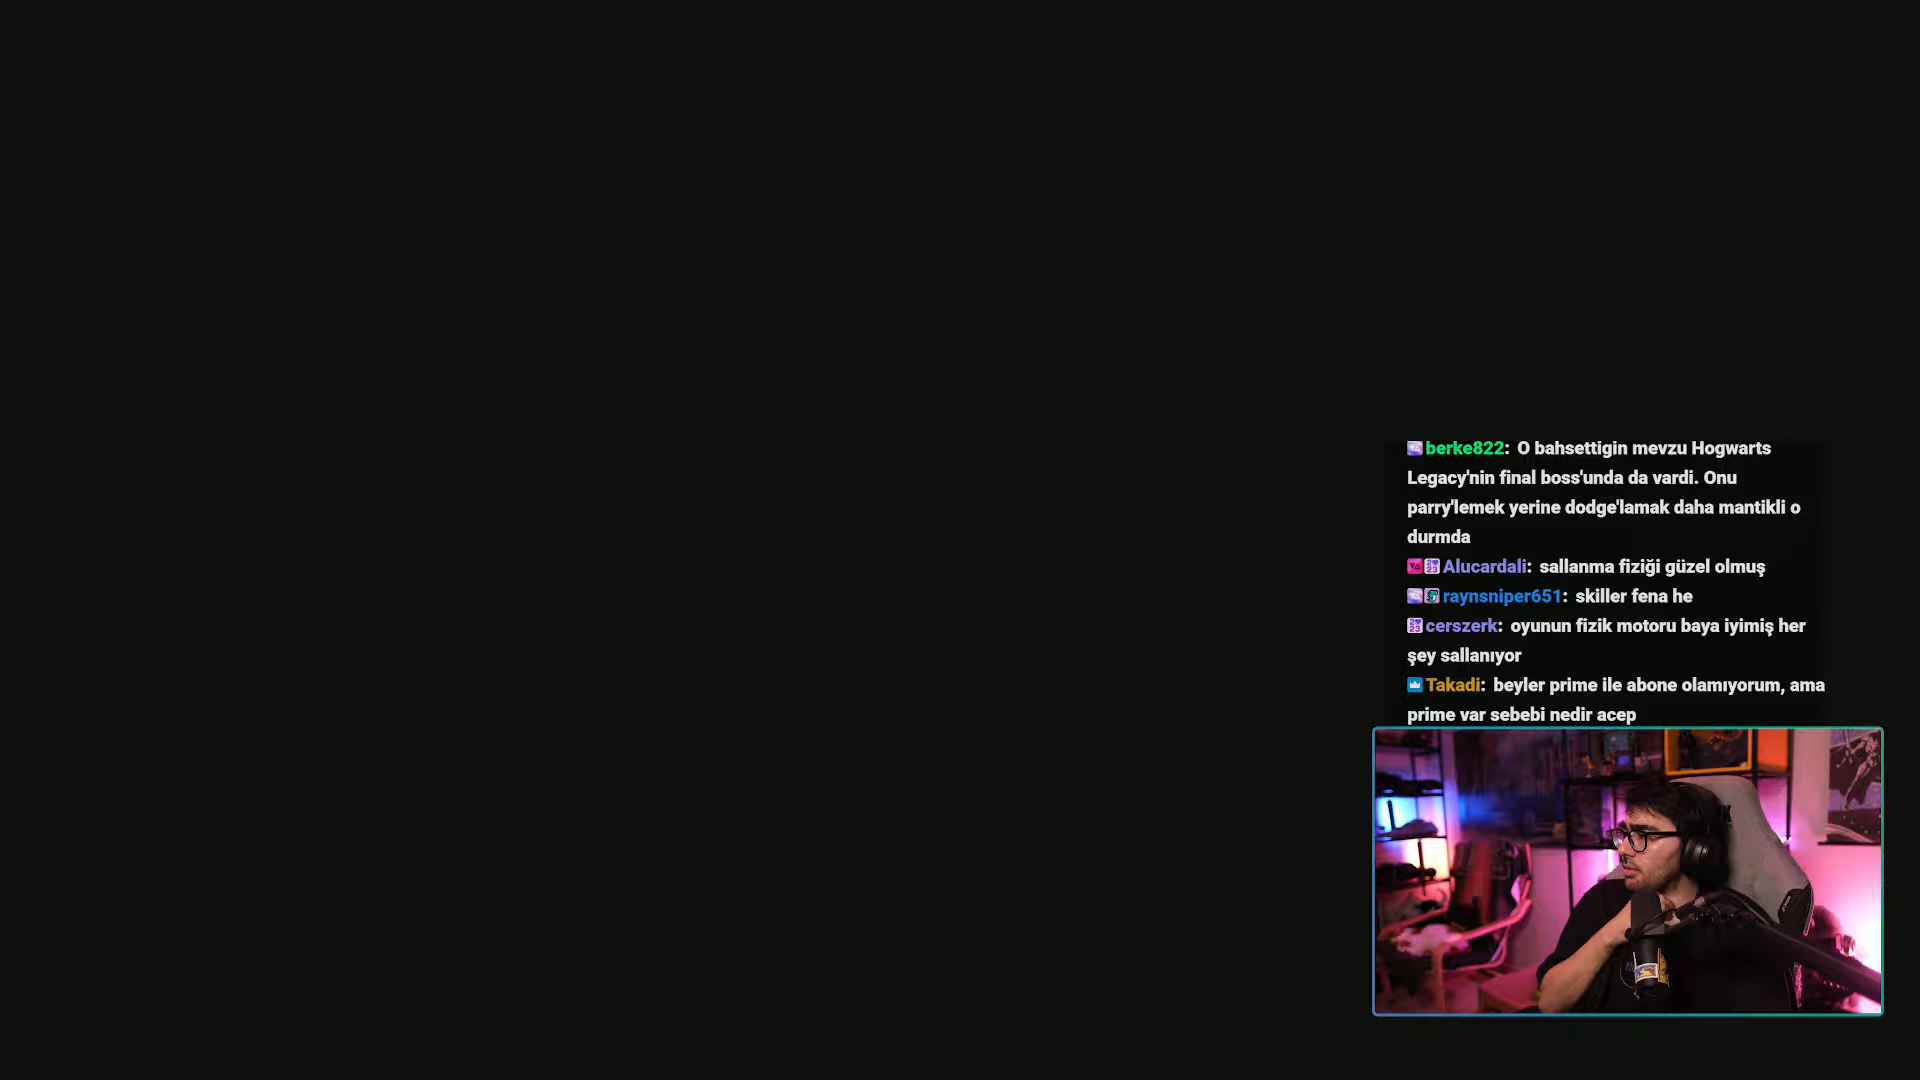 berke822: O bahsettigin mevzu Hogwarts
Legacy'nin final boss'unda da vardi. Onu
parry'lemek yerine dodge'lamak daha mantikli o
durmda
Alucardali: sallanma fiziği güzel olmuş
raynsniper651: skiller fena he
cerszerk: oyunun fizik motoru baya iyimiş her
şey sallanıyor
Takadi: beyler prime ile abone olamıyorum, ama
prime var sebebi nedir acep